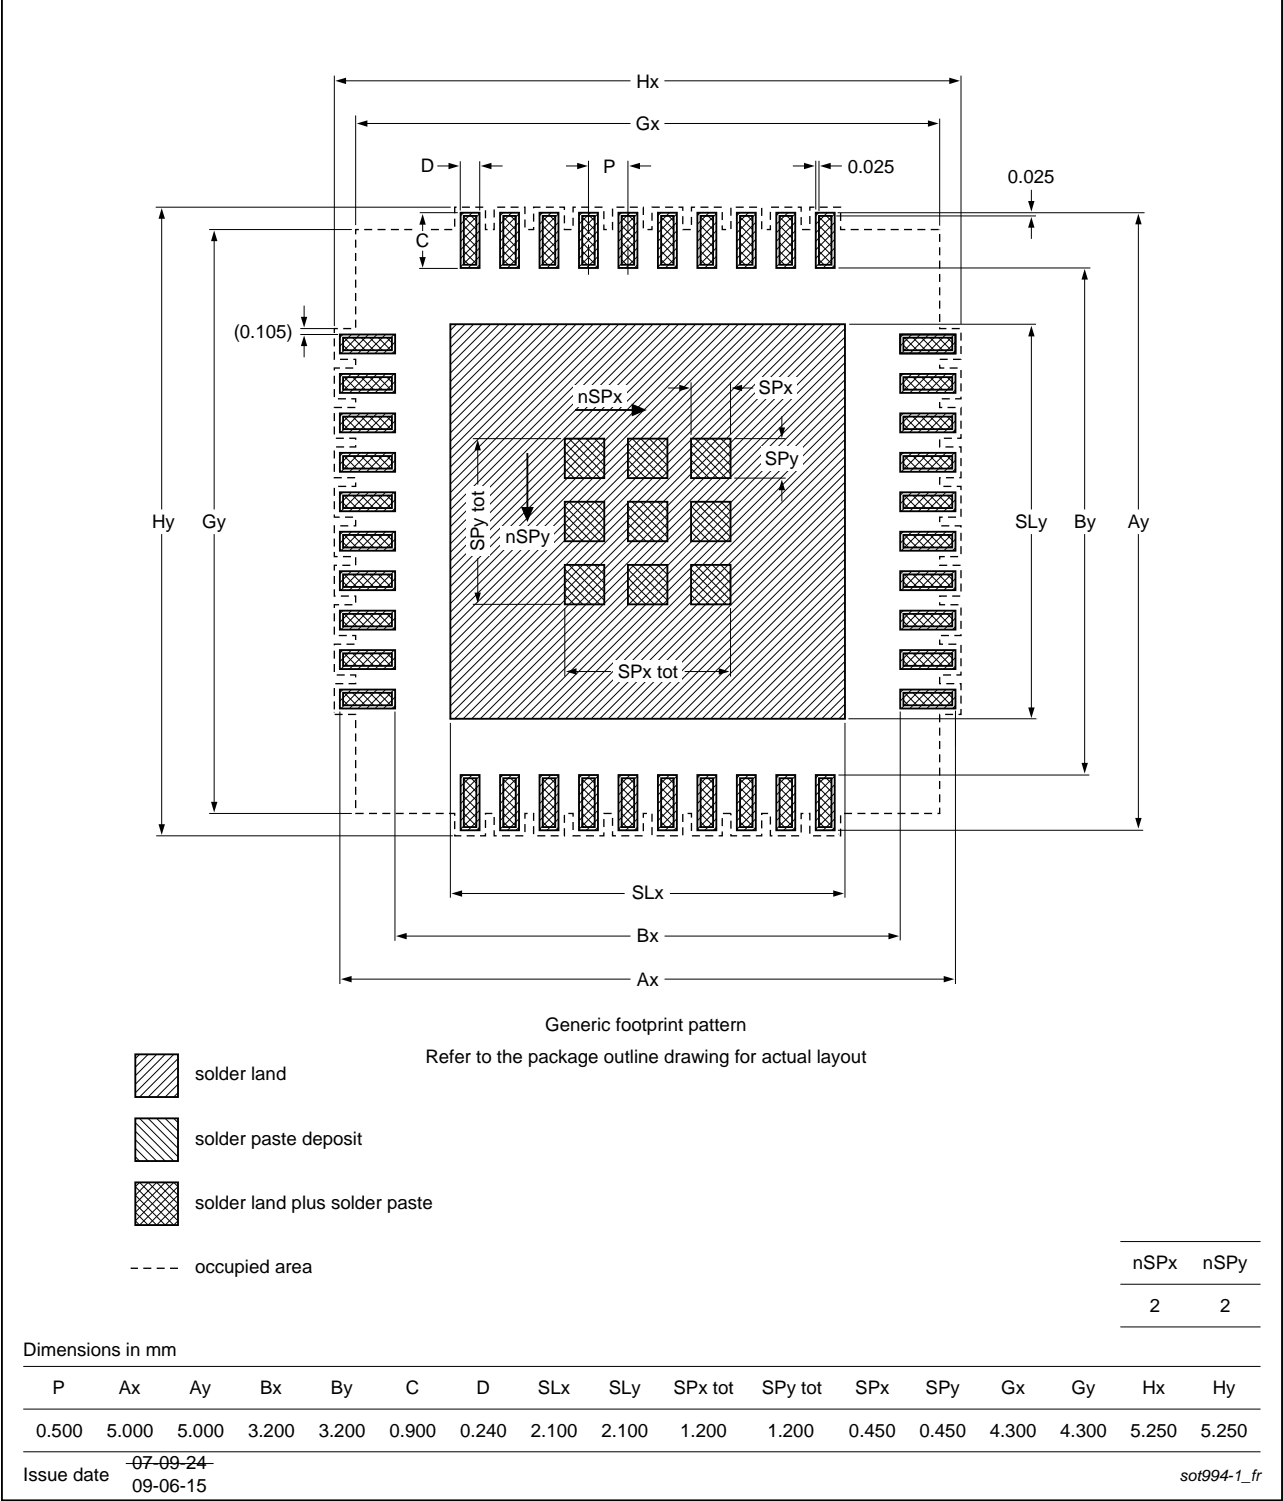 Hx
Gx
D
P
0.025
0.025
C
(0.105)
nSPx
SPx
SPy
SPy tot
nSPy
Hy
Gy
SLy
By
Ay
SPx tot
SLx
Bx
Ax
Generic footprint pattern
Refer to the package outline drawing for actual layout
solder land
solder paste deposit
solder land plus solder paste
occupied area
nSPx nSPy
2 2
Dimensions in mm
P Ax Ay Bx By C D SLx SLy SPx tot SPy tot SPx SPy Gx Gy Hx Hy
0.500 5.000 5.000 3.200 3.200 0.900 0.240 2.100 2.100 1.200 1.200 0.450 0.450 4.300 4.300 5.250 5.250
Issue date 07-09-24
09-06-15
sot994-1_fr